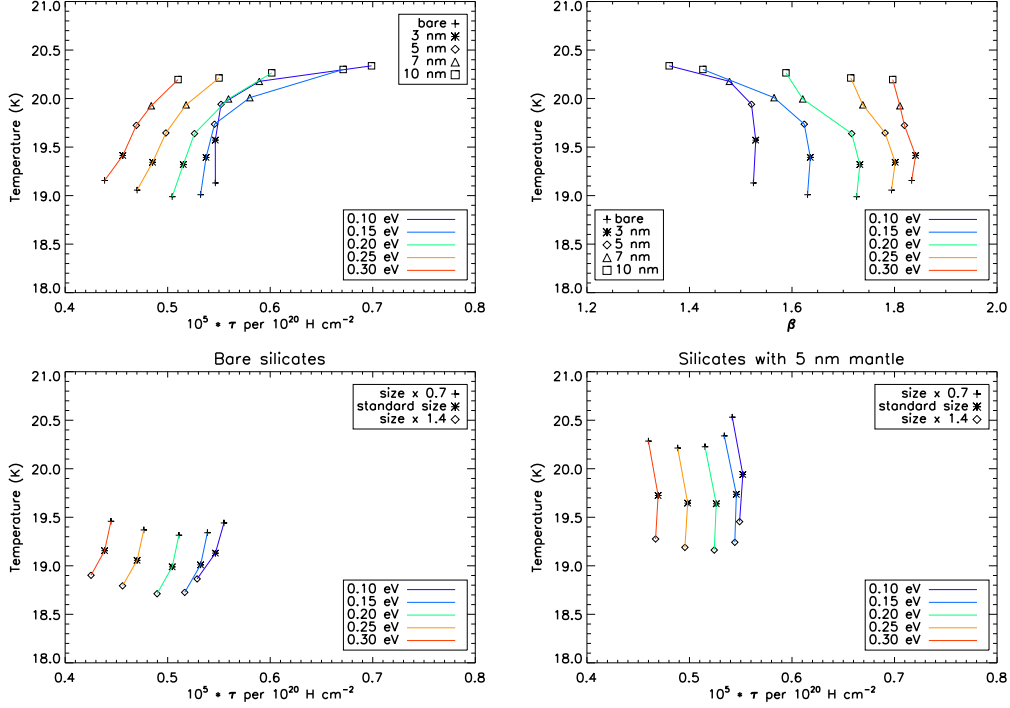 21.0
20.5
20.0
19.5
19.0
18.5
18.0
Temperature (K)
bare
3 nm
5 nm
7 nm
10 nm
0.10 eV
0.15 eV
0.20 eV
0.25 eV
0.30 eV
0.4 0.5 0.6 0.7 0.8
10⁵ * τ per 10²⁰ H cm⁻²
21.0
20.5
20.0
19.5
19.0
18.5
18.0
Temperature (K)
bare
3 nm
5 nm
7 nm
10 nm
0.10 eV
0.15 eV
0.20 eV
0.25 eV
0.30 eV
1.2 1.4 1.6 1.8 2.0
β
Bare silicates
21.0
20.5
20.0
19.5
19.0
18.5
18.0
Temperature (K)
size x 0.7
standard size
size x 1.4
0.10 eV
0.15 eV
0.20 eV
0.25 eV
0.30 eV
0.4 0.5 0.6 0.7 0.8
10⁵ * τ per 10²⁰ H cm⁻²
Silicates with 5 nm mantle
21.0
20.5
20.0
19.5
19.0
18.5
18.0
Temperature (K)
size x 0.7
standard size
size x 1.4
0.10 eV
0.15 eV
0.20 eV
0.25 eV
0.30 eV
0.4 0.5 0.6 0.7 0.8
10⁵ * τ per 10²⁰ H cm⁻²